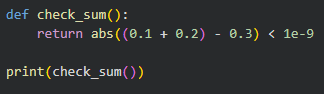 def check_sum():
    return abs((0.1 + 0.2) - 0.3) < 1e-9

print(check_sum())